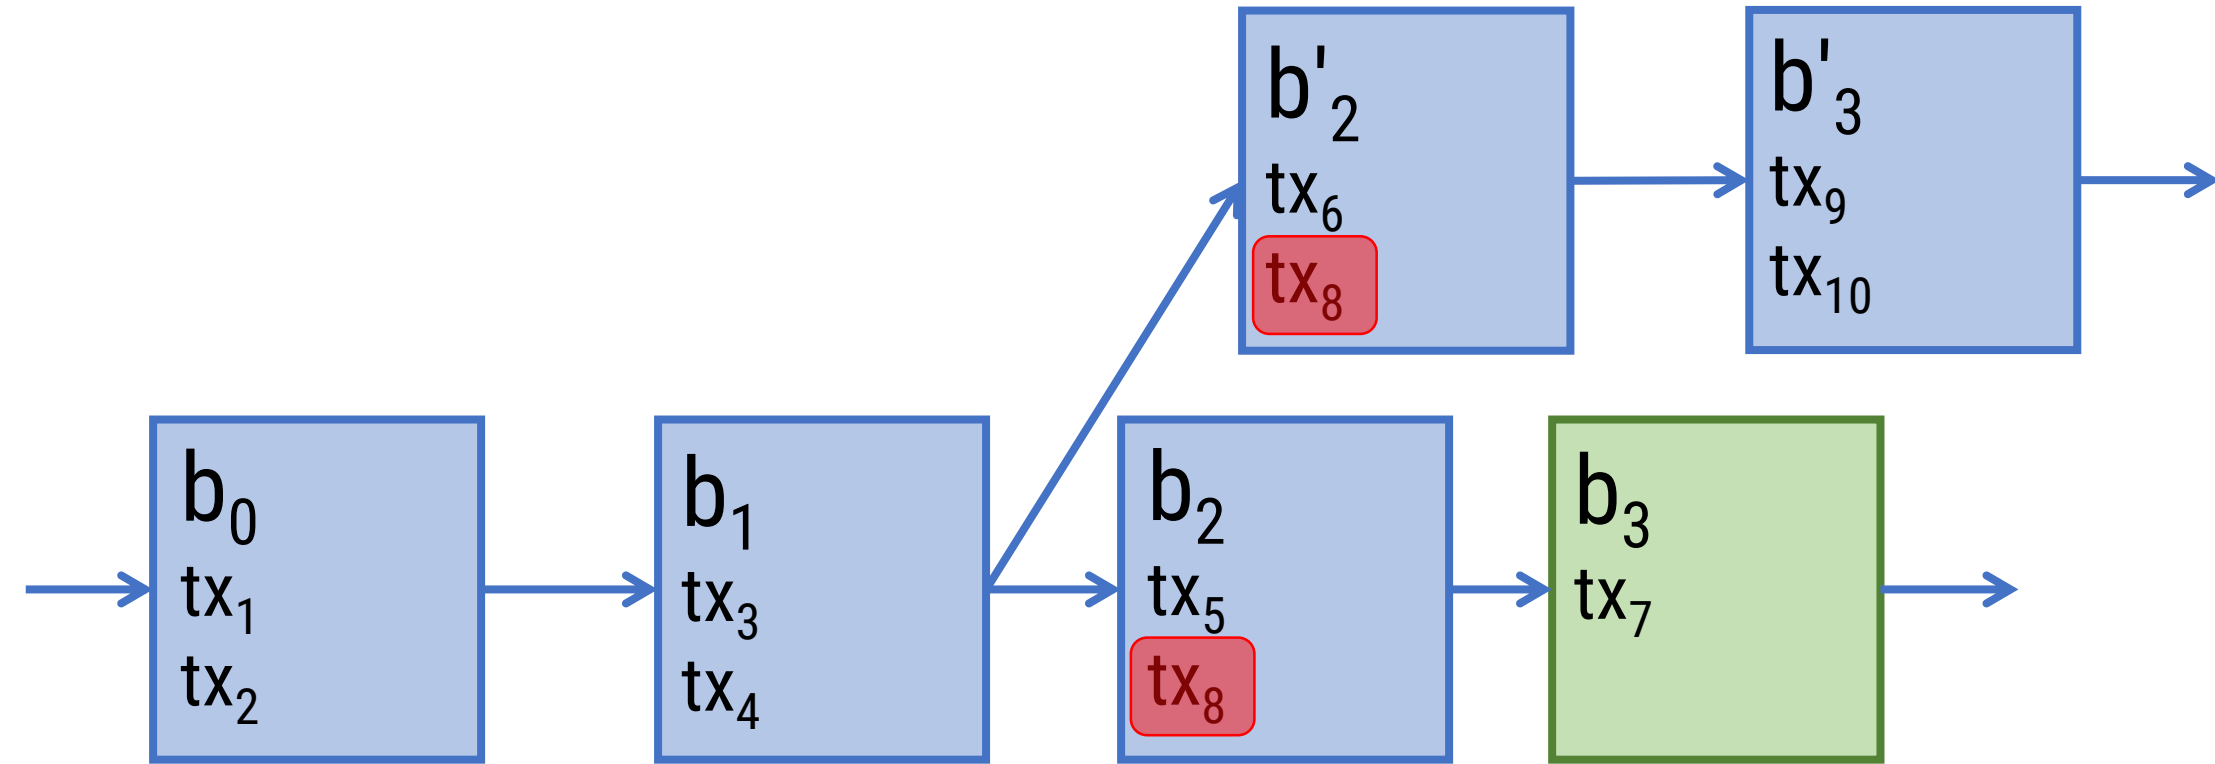 b'₂
tx₆
tx₈
b'₃
tx₉
tx₁₀
b₀
tx₁
tx₂
b₁
tx₃
tx₄
b₂
tx₅
tx₈
b₃
tx₇